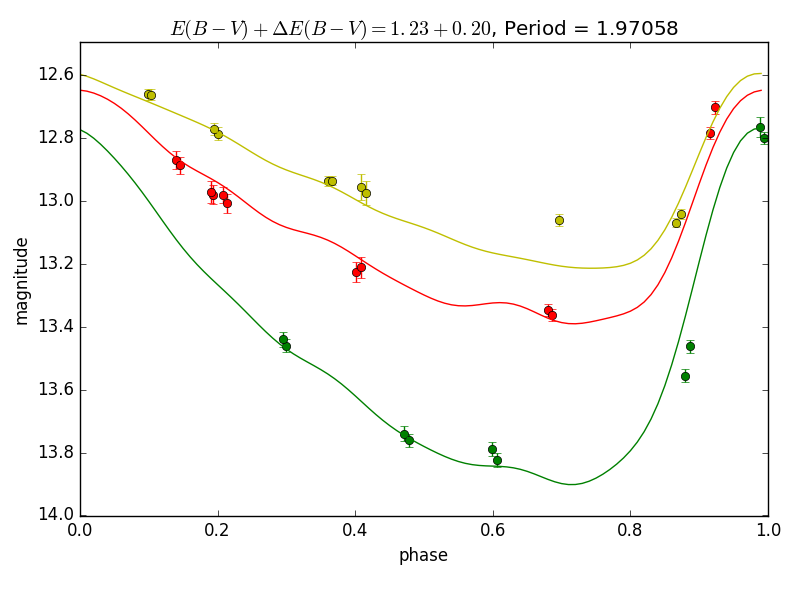 E(B − V) + ΔE(B − V) = 1.23 + 0.20, Period = 1.97058
12.6
12.8
13.0
13.2
13.4
13.6
13.8
14.0
magnitude
0.0 0.2 0.4 0.6 0.8 1.0
phase